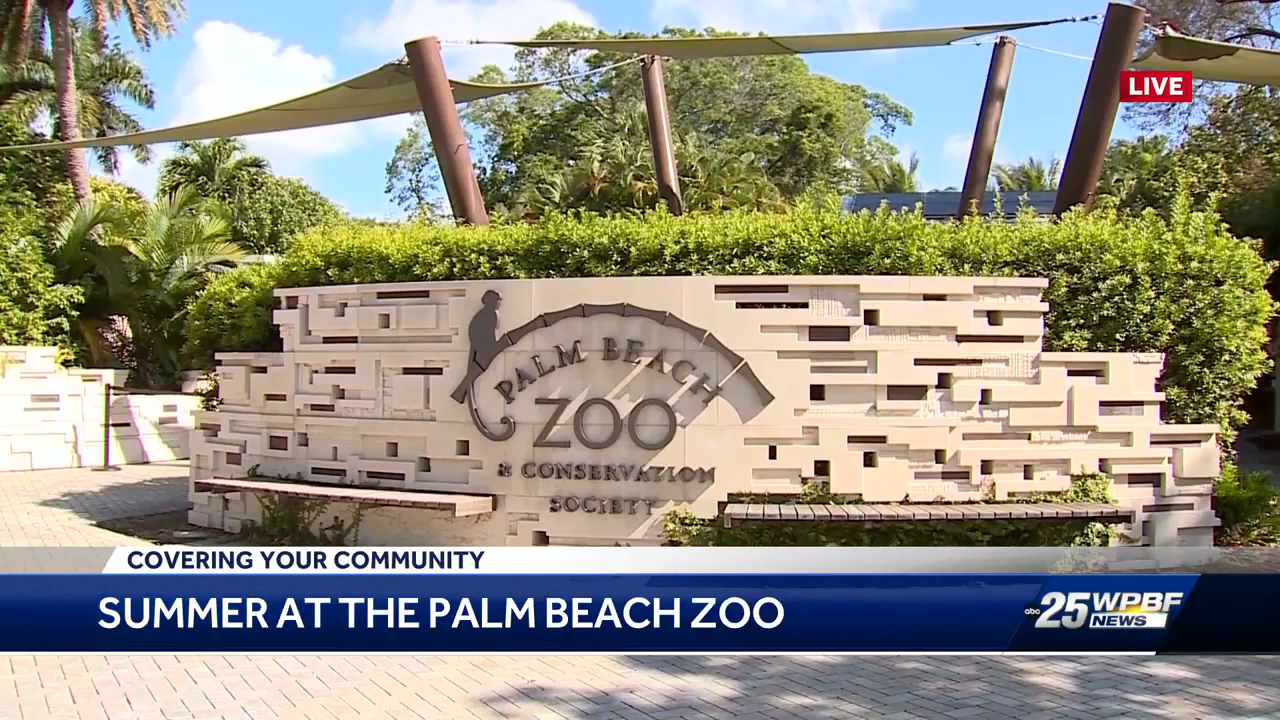 LIVE
PALM BEACH
ZOO
& CONSERVATION
SOCIETY
COVERING YOUR COMMUNITY
SUMMER AT THE PALM BEACH ZOO
abc 25 WPBF
NEWS